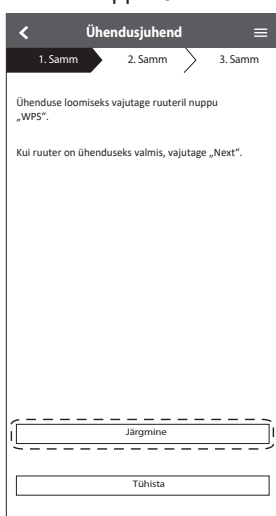 Ühendusjuhend
1. Samm 2. Samm 3. Samm
Ühenduse loomiseks vajutage ruuteril nuppu
„WPS“.
Kui ruuter on ühenduseks valmis, vajutage „Next“.
Järgmine
Tühista